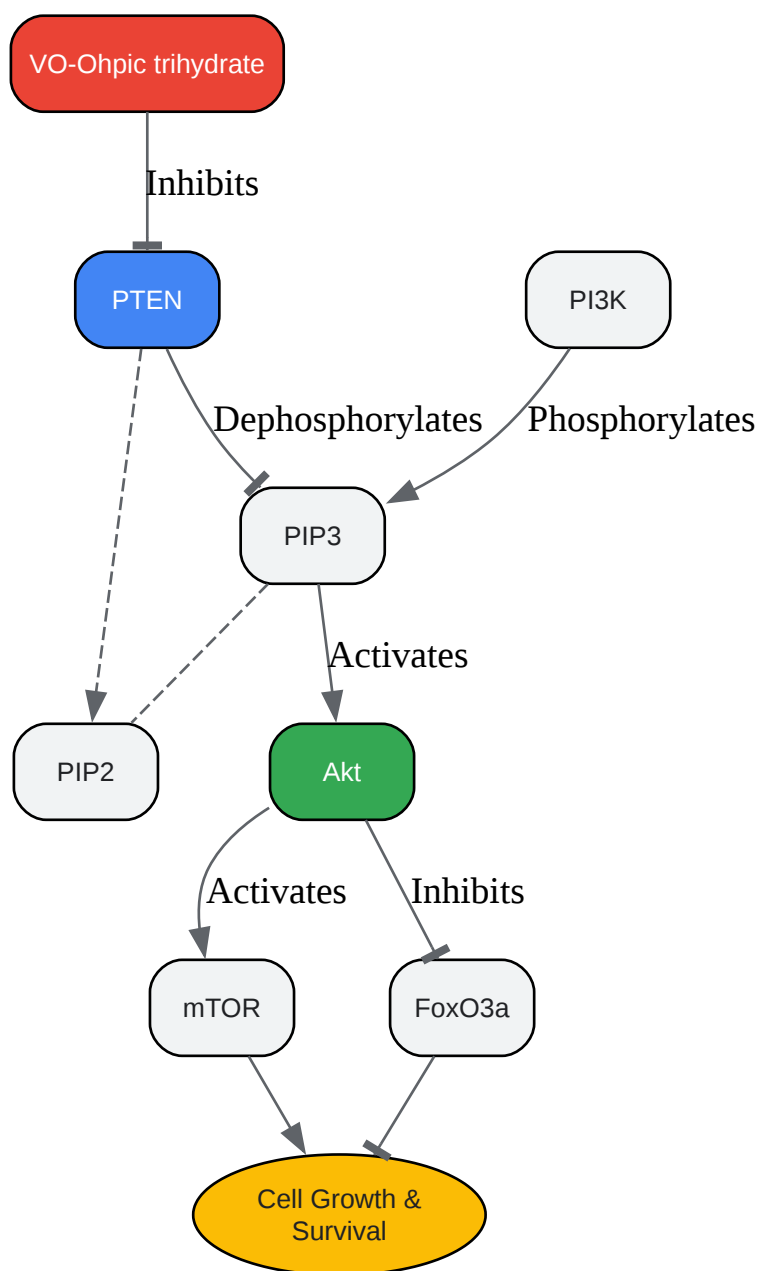 VO-Ohpic trihydrate
Inhibits
PTEN
PI3K
Dephosphorylates
Phosphorylates
PIP3
Activates
PIP2
Akt
Activates
Inhibits
mTOR
FoxO3a
Cell Growth &
Survival